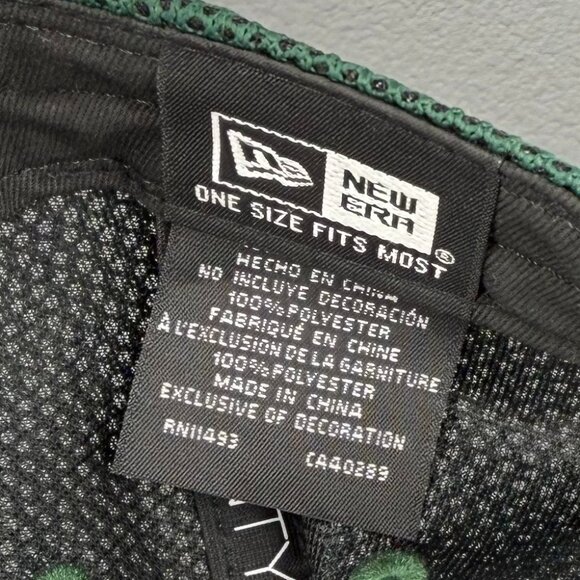 NEW
ERA
®
ONE SIZE FITS MOST
HECHO EN CHINA
NO INCLUYE DECORACIÓN
100% POLYESTER
FABRIQUÉ EN CHINE
À L'EXCLUSION DE LA GARNITURE
100% POLYESTER
MADE IN CHINA
EXCLUSIVE OF DECORATION
RN11493 CA40289
NTY